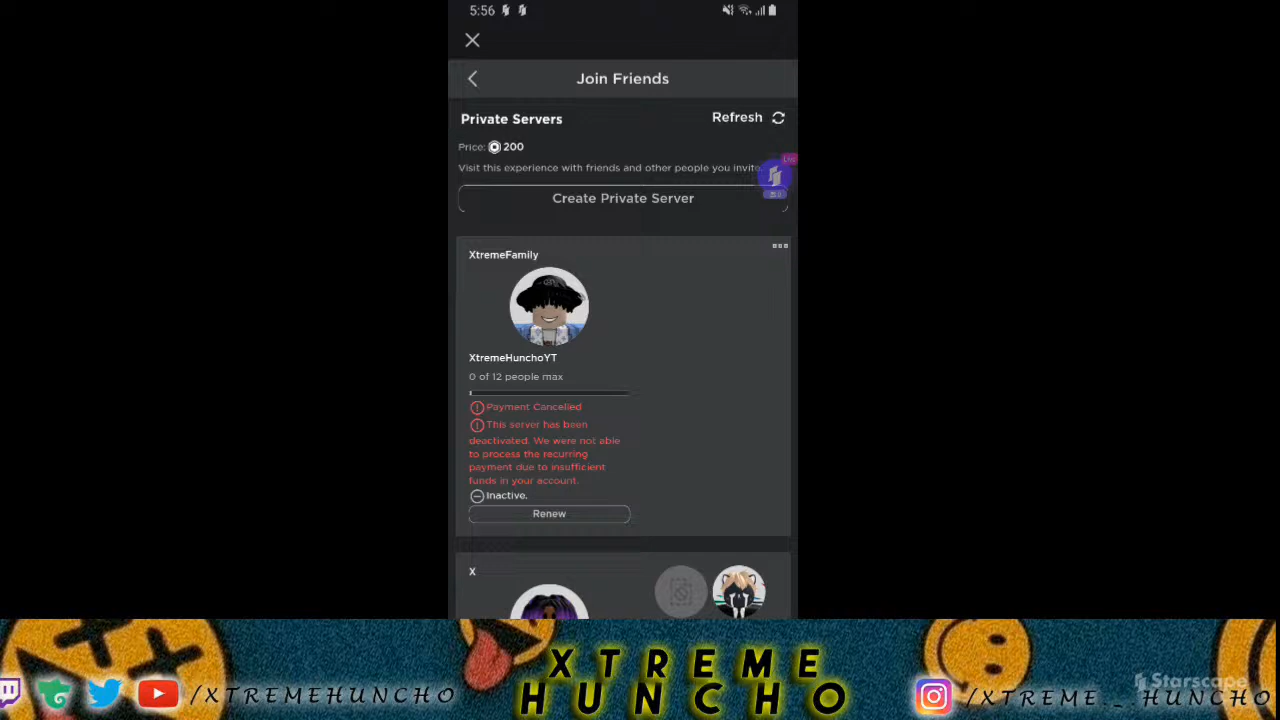 5:56
Join Friends
Private Servers
Refresh
Price: 200
Visit this experience with friends and other people you invite.
Live
Create Private Server
XtremeFamily
XtremeHunchoYT
0 of 12 people max
Payment Cancelled
This server has been
deactivated. We were not able
to process the recurring
payment due to insufficient
funds in your account.
Inactive.
Renew
X
XTREME
HUNCHO
/XTREMEHUNCHO
/XTREME._.HUNCHO
Starscape